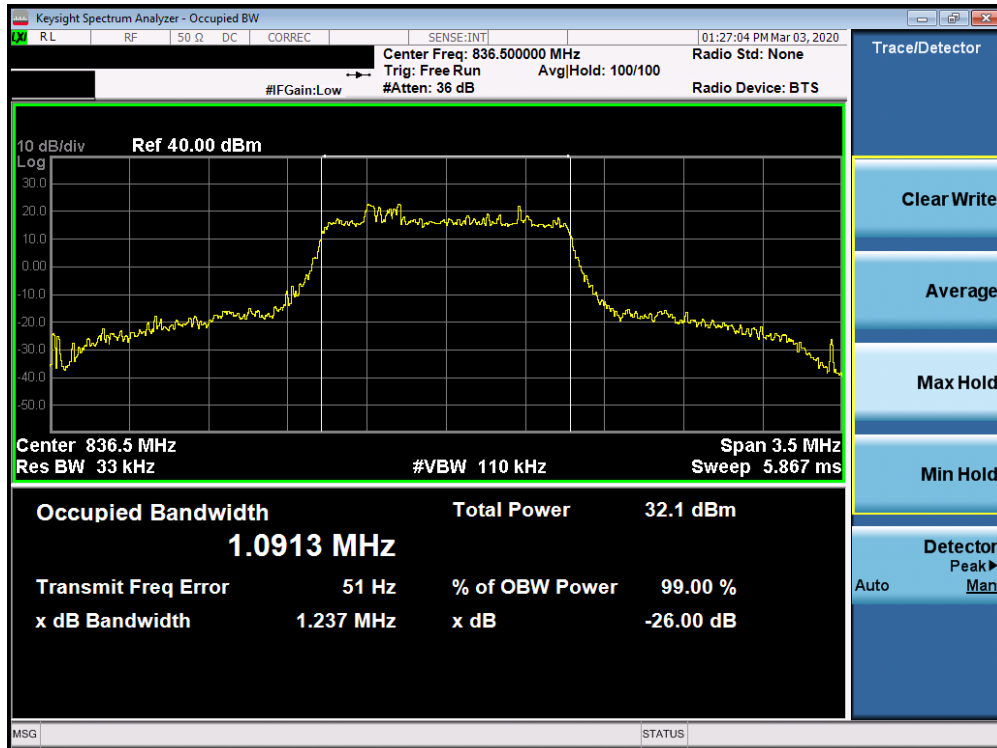 Keysight Spectrum Analyzer - Occupied BW
LXI RL RF 50 Ω DC CORREC SENSE:INT 01:27:04 PM Mar 03, 2020
Center Freq: 836.500000 MHz Radio Std: None
Trig: Free Run Avg|Hold: 100/100
#IFGain:Low #Atten: 36 dB Radio Device: BTS
10 dB/div Ref 40.00 dBm
Log
30.0
20.0
10.0
0.00
-10.0
-20.0
-30.0
-40.0
-50.0
Center 836.5 MHz Span 3.5 MHz
Res BW 33 kHz #VBW 110 kHz Sweep 5.867 ms
Occupied Bandwidth Total Power 32.1 dBm
1.0913 MHz
Transmit Freq Error 51 Hz % of OBW Power 99.00 %
x dB Bandwidth 1.237 MHz x dB -26.00 dB
MSG STATUS
Trace/Detector
Clear Write
Average
Max Hold
Min Hold
Detector
Peak▶
Auto Man